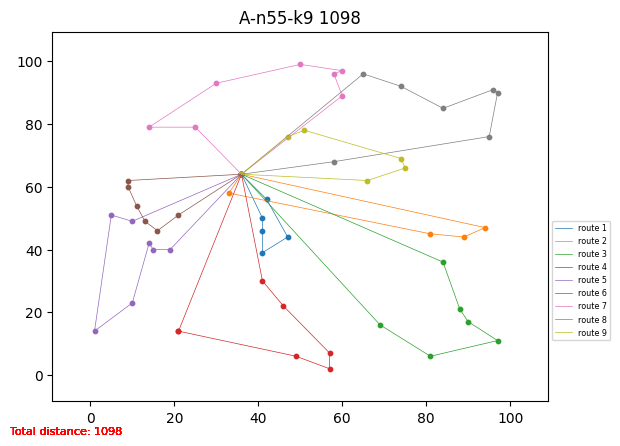 A-n55-k9 1098
100
80
60
40
20
0
0 20 40 60 80 100
route 1
route 2
route 3
route 4
route 5
route 6
route 7
route 8
route 9
Total distance: 1098